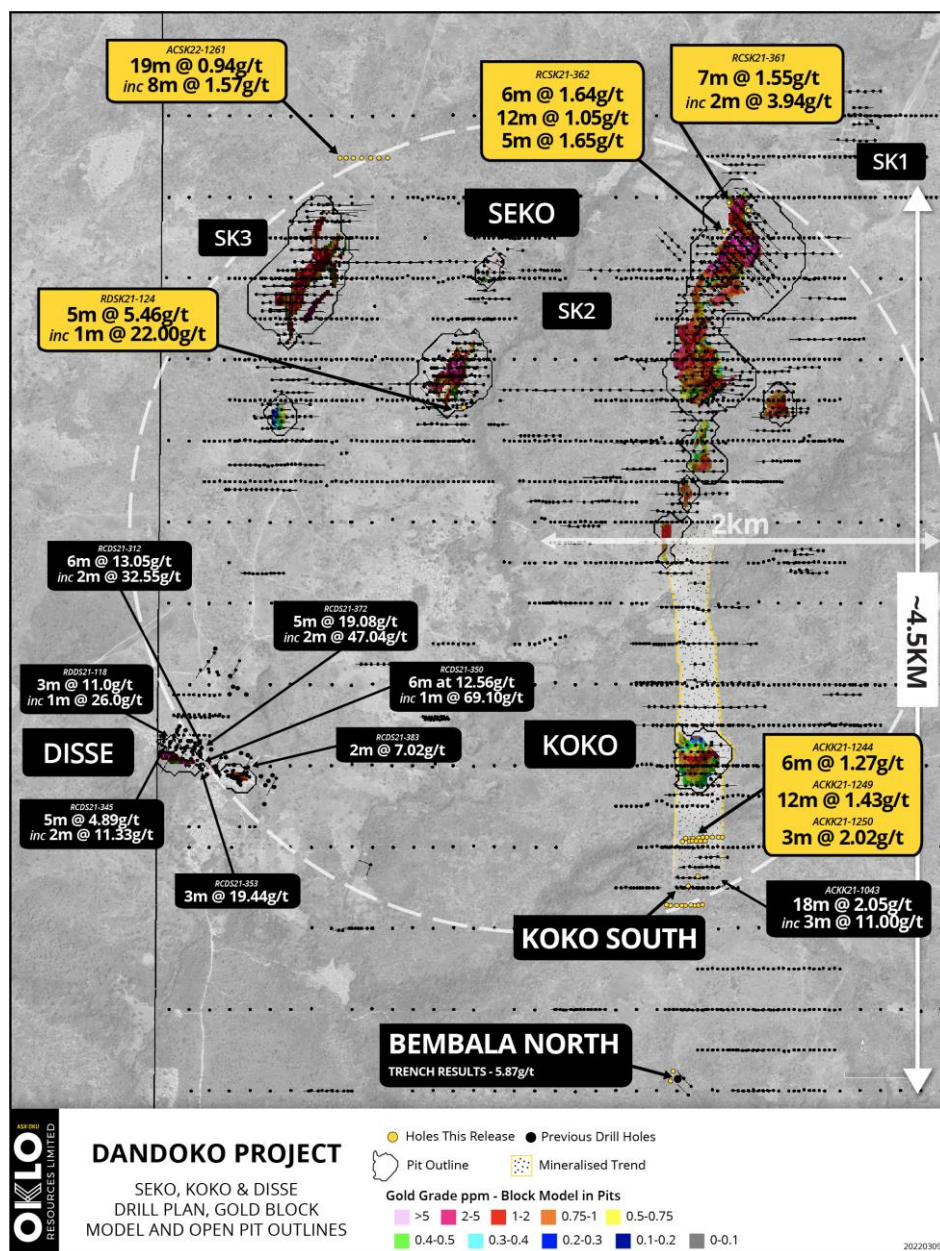 ACSK22-1261
19m @ 0.94g/t
inc 8m @ 1.57g/t
RCSK21-362
6m @ 1.64g/t
12m @ 1.05g/t
5m @ 1.65g/t
RCSK21-361
7m @ 1.55g/t
inc 2m @ 3.94g/t
SK1
SEKO
SK3
SK2
RDSK21-124
5m @ 5.46g/t
inc 1m @ 22.00g/t
2km
~4.5KM
RCDS21-312
6m @ 13.05g/t
inc 2m @ 32.55g/t
RCDS21-372
5m @ 19.08g/t
inc 2m @ 47.04g/t
RDDS21-118
3m @ 11.0g/t
inc 1m @ 26.0g/t
RCDS21-350
6m at 12.56g/t
inc 1m @ 69.10g/t
RCDS21-383
2m @ 7.02g/t
DISSE
KOKO
RCDS21-345
5m @ 4.89g/t
inc 2m @ 11.33g/t
ACKK21-1244
6m @ 1.27g/t
ACKK21-1249
12m @ 1.43g/t
ACKK21-1250
3m @ 2.02g/t
RCDS21-353
3m @ 19.44g/t
ACKK21-1043
18m @ 2.05g/t
inc 3m @ 11.00g/t
KOKO SOUTH
BEMBALA NORTH
TRENCH RESULTS - 5.87g/t
ASX:OKU
OKLO
RESOURCES LIMITED
DANDOKO PROJECT
SEKO, KOKO & DISSE
DRILL PLAN, GOLD BLOCK
MODEL AND OPEN PIT OUTLINES
Holes This Release
Previous Drill Holes
Pit Outline
Mineralised Trend
Gold Grade ppm - Block Model in Pits
>5 2-5 1-2 0.75-1 0.5-0.75
0.4-0.5 0.3-0.4 0.2-0.3 0.1-0.2 0-0.1
20220309